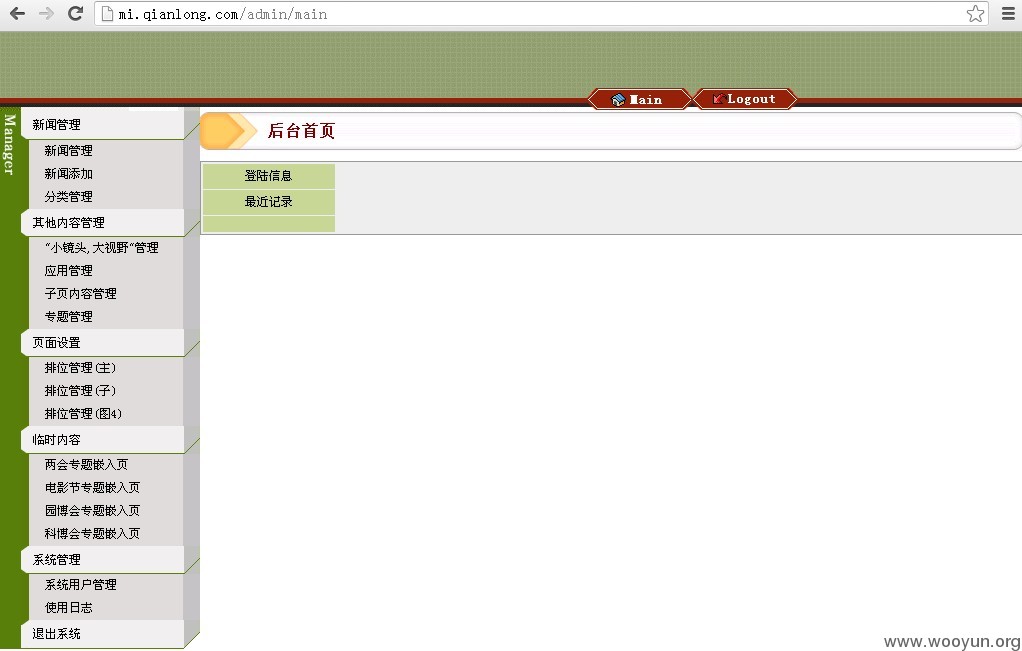 mi.qianlong.com/admin/main
Main
Logout
Manager
新闻管理
新闻管理
新闻添加
分类管理
其他内容管理
“小镜头,大视野”管理
应用管理
子页内容管理
专题管理
页面设置
排位管理(主)
排位管理(子)
排位管理(图4)
临时内容
两会专题嵌入页
电影节专题嵌入页
园博会专题嵌入页
科博会专题嵌入页
系统管理
系统用户管理
使用日志
退出系统
后台首页
登陆信息
最近记录
www.wooyun.org